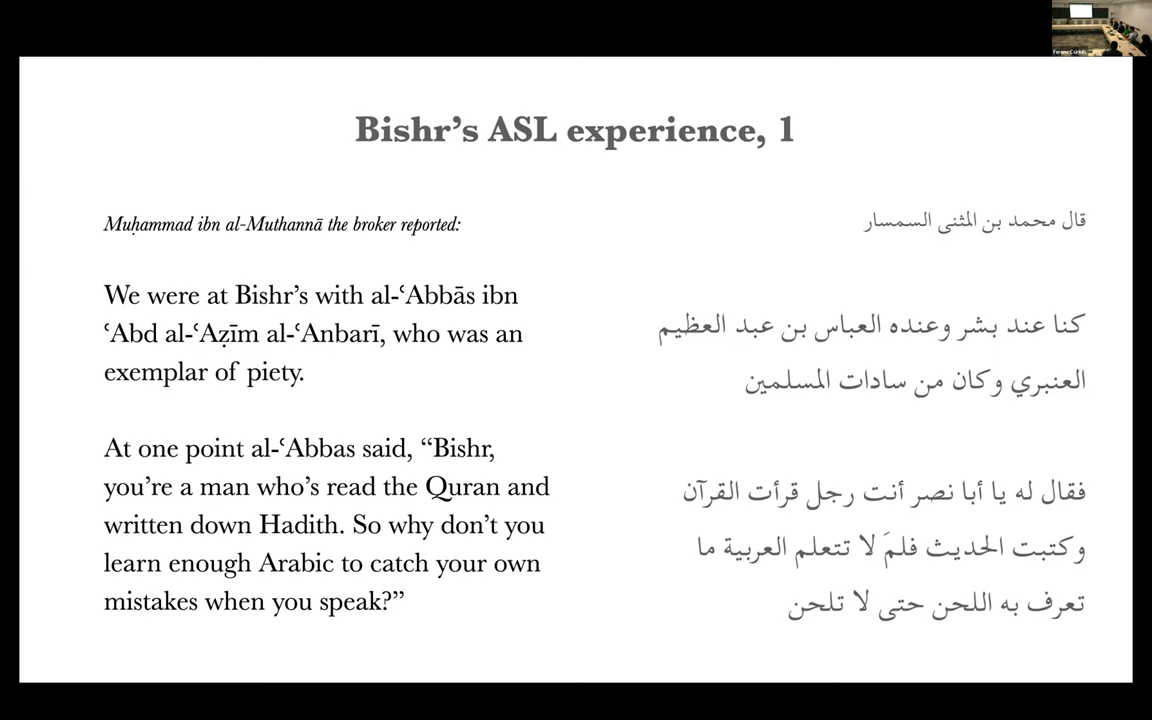 Bishr’s ASL experience, 1
Muḥammad ibn al-Muthannā the broker reported:
We were at Bishr’s with al-ʿAbbās ibn
ʿAbd al-ʿAẓīm al-ʿAnbarī, who was an
exemplar of piety.
At one point al-ʿAbbas said, “Bishr,
you’re a man who’s read the Quran and
written down Hadith. So why don’t you
learn enough Arabic to catch your own
mistakes when you speak?”
قال محمد بن المثنى السمسار
كنا عند بشر وعنده العباس بن عبد العظيم
العنبري وكان من سادات المسلمين
فقال له يا أبا نصر أنت رجل قرأت القرآن
وكتبت الحديث فلمَ لا تتعلم العربية ما
تعرف به اللحن حتى لا تلحن